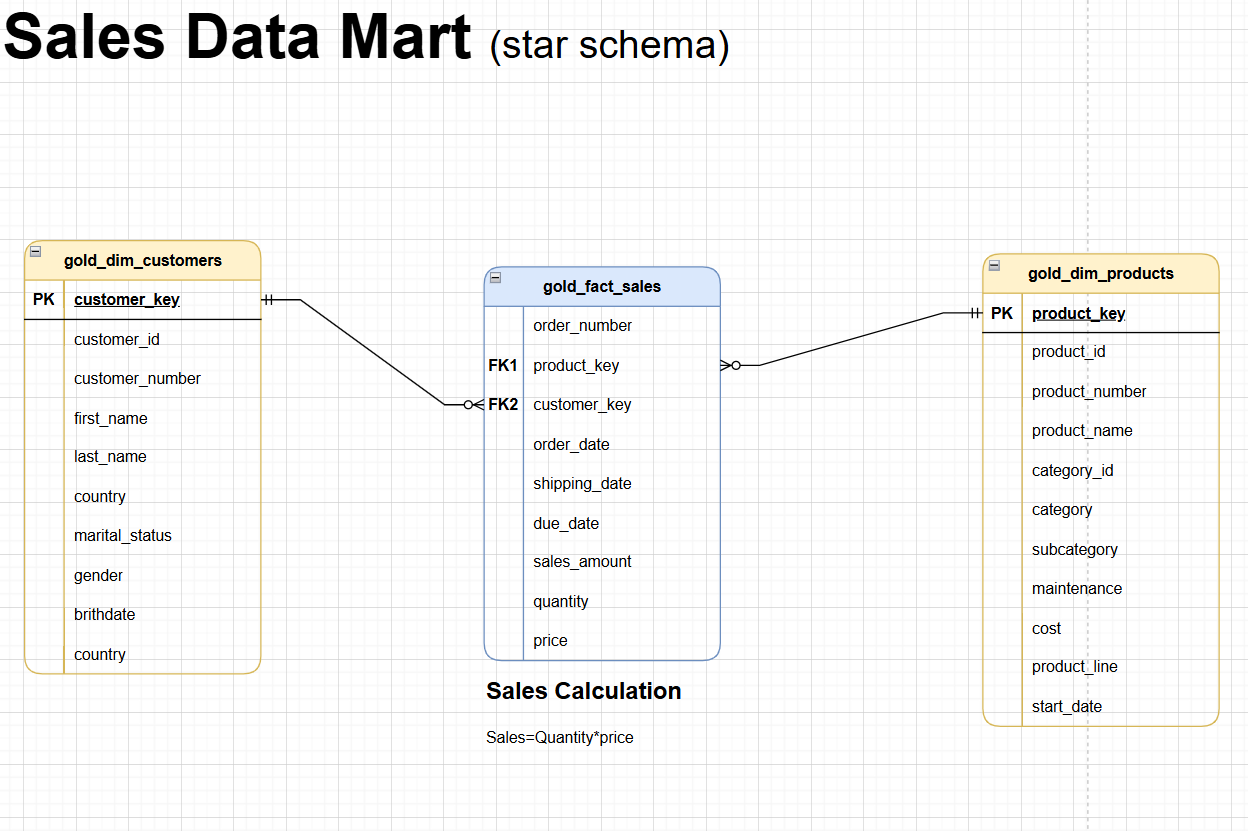 Sales Data Mart (star schema)
gold_dim_customers
PK customer_key
customer_id
customer_number
first_name
last_name
country
marital_status
gender
brithdate
country
gold_fact_sales
order_number
FK1 product_key
FK2 customer_key
order_date
shipping_date
due_date
sales_amount
quantity
price
Sales Calculation
Sales=Quantity*price
gold_dim_products
PK product_key
product_id
product_number
product_name
category_id
category
subcategory
maintenance
cost
product_line
start_date